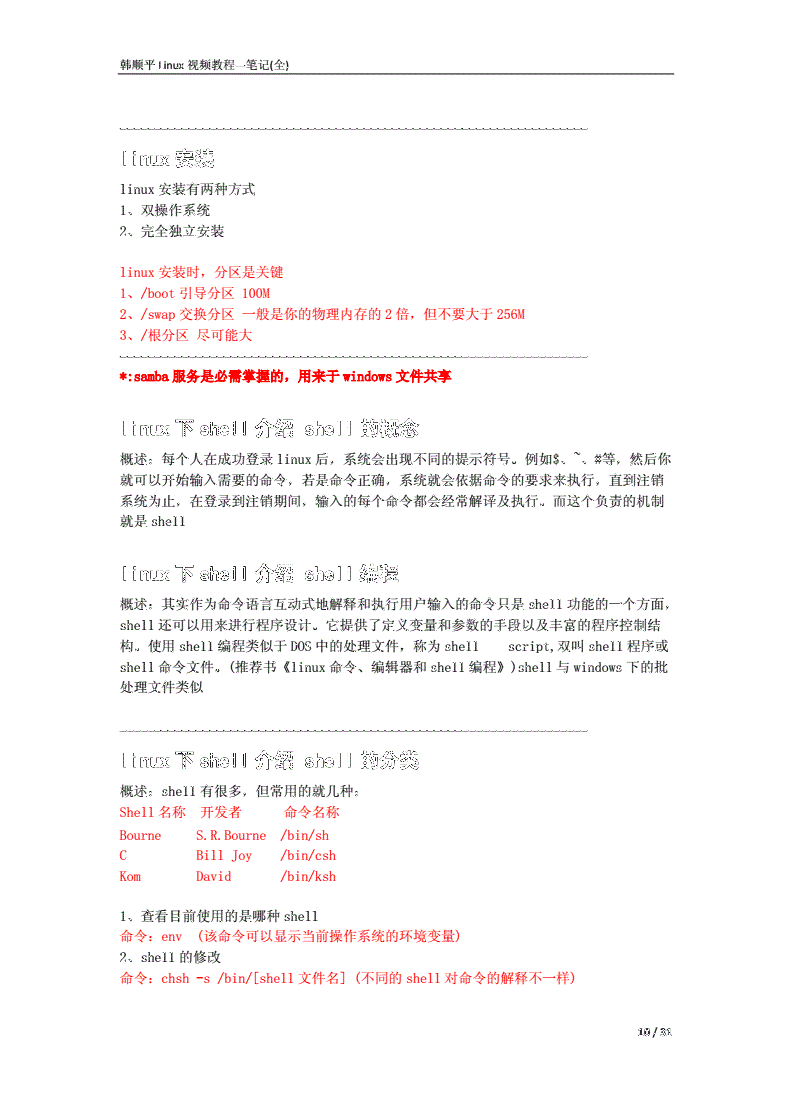 韩顺平 linux 视频教程—笔记(全)
linux 安装
linux 安装有两种方式
1、双操作系统
2、完全独立安装
linux 安装时，分区是关键
1、/boot 引导分区 100M
2、/swap 交换分区 一般是你的物理内存的 2 倍，但不要大于 256M
3、/根分区 尽可能大
*:samba 服务是必需掌握的，用来于 windows 文件共享
linux 下 shell 介绍 shell 的概念
概述：每个人在成功登录 linux 后，系统会出现不同的提示符号。例如$、~、#等，然后你
就可以开始输入需要的命令，若是命令正确，系统就会依据命令的要求来执行，直到注销
系统为止，在登录到注销期间，输入的每个命令都会经常解译及执行。而这个负责的机制
就是 shell
linux 下 shell 介绍 shell 编程
概述：其实作为命令语言互动式地解释和执行用户输入的命令只是 shell 功能的一个方面，
shell 还可以用来进行程序设计。它提供了定义变量和参数的手段以及丰富的程序控制结
构。使用 shell 编程类似于 DOS 中的处理文件，称为 shell script,双叫 shell 程序或
shell 命令文件。(推荐书《linux 命令、编辑器和 shell 编程》)shell 与 windows 下的批
处理文件类似
linux 下 shell 介绍 shell 的分类
概述：shell 有很多，但常用的就几种：
Shell 名称 开发者 命令名称
Bourne S.R.Bourne /bin/sh
C Bill Joy /bin/csh
Kom David /bin/ksh
1、查看目前使用的是哪种 shell
命令：env (该命令可以显示当前操作系统的环境变量)
2、shell 的修改
命令：chsh -s /bin/[shell 文件名] (不同的 shell 对命令的解释不一样)
10 / 31